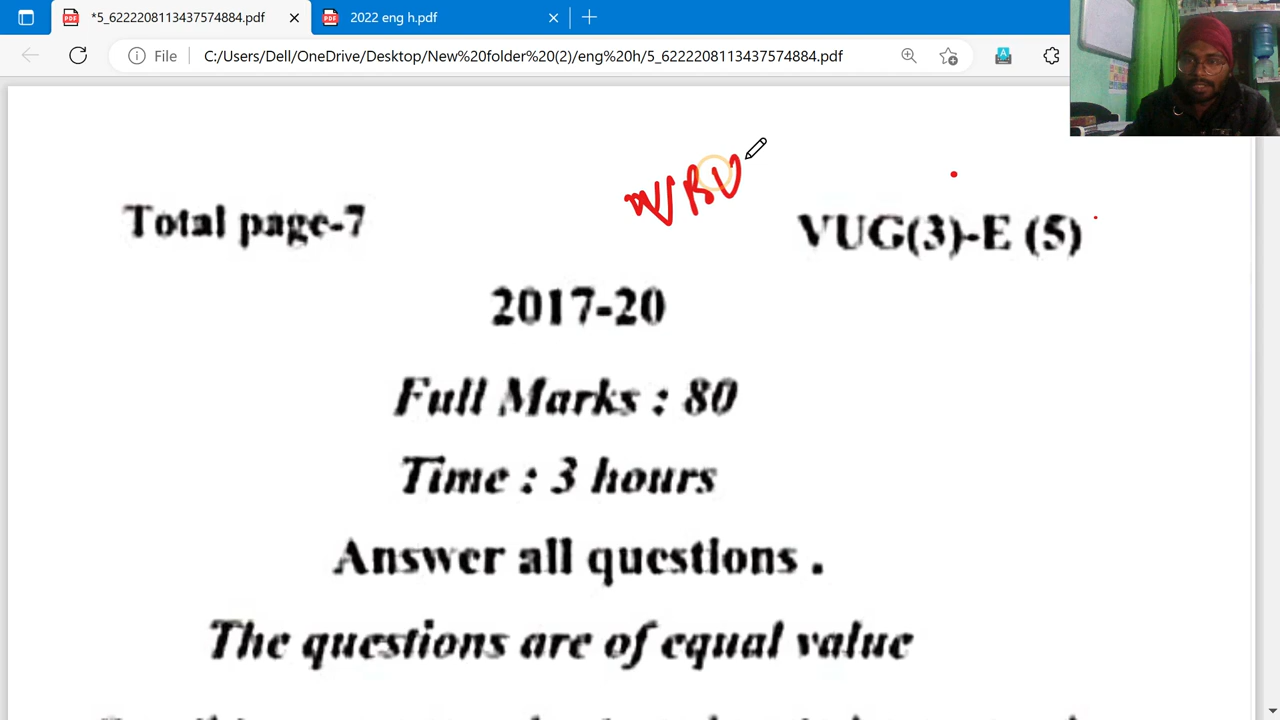 *5_6222208113437574884.pdf
2022 eng h.pdf
File
C:/Users/Dell/OneDrive/Desktop/New%20folder%20(2)/eng%20h/5_6222208113437574884.pdf
VBU
Total page-7
VUG(3)-E (5)
2017-20
Full Marks : 80
Time : 3 hours
Answer all questions .
The questions are of equal value